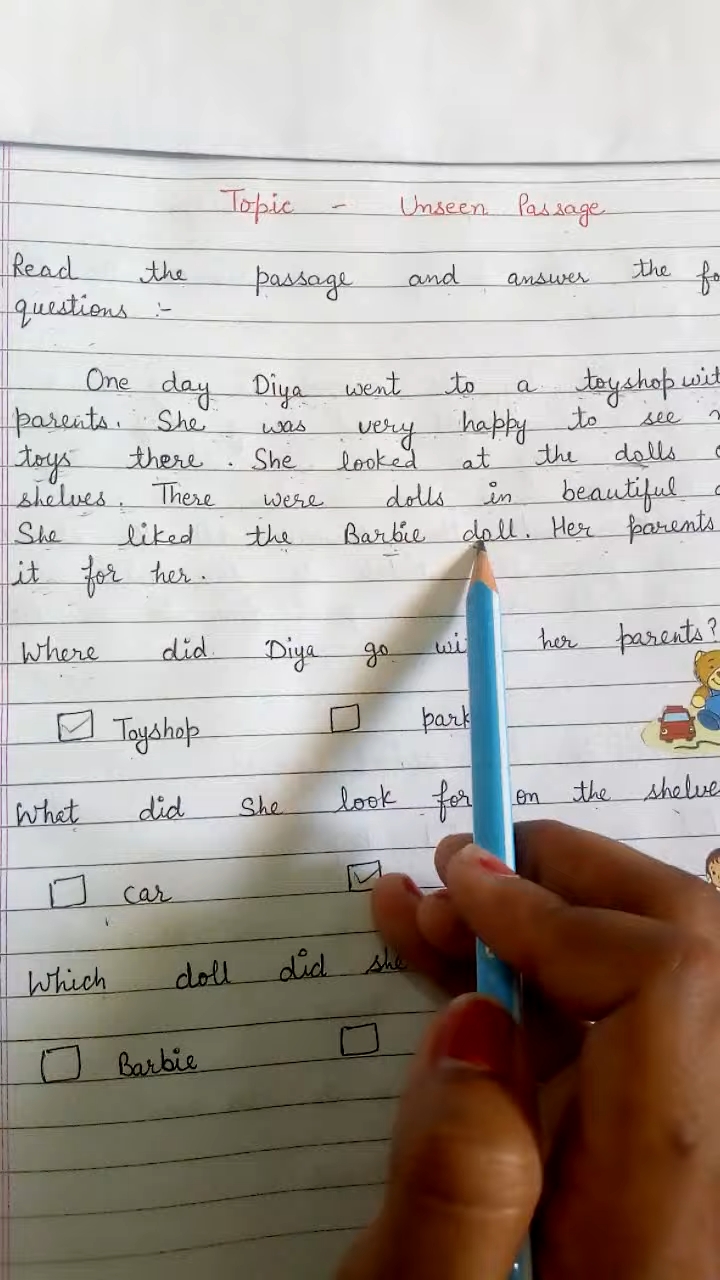 Topic - Unseen Passage
Read the passage and answer the
questions :-
One day Diya went to a toyshop
parents. She was very happy to see
toys there. She looked at the dolls
shelves. There were dolls in beautiful
She liked the Barbie doll. Her parents
it for her.
Where did Diya go her parents?
Toyshop park
What did She look for on the
car
Which doll did she
Barbie